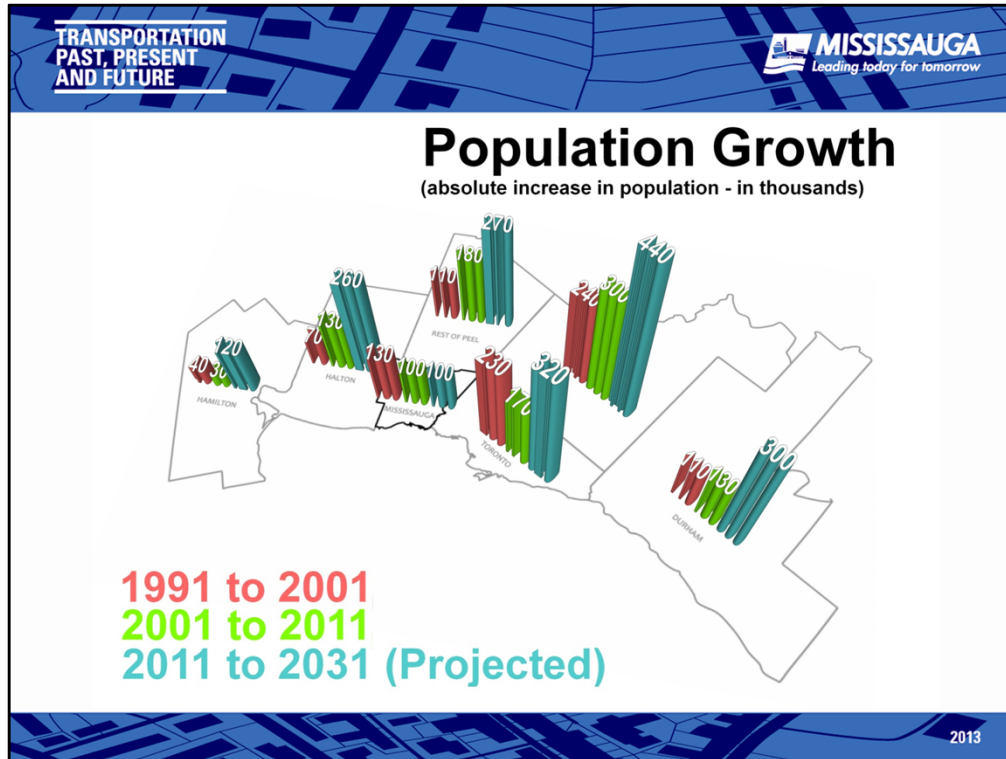 TRANSPORTATION
PAST, PRESENT
AND FUTURE
MISSISSAUGA
Leading today for tomorrow
Population Growth
(absolute increase in population - in thousands)
40
30
120
HAMILTON
70
130
260
HALTON
110
180
270
REST OF PEEL
130
100
100
MISSISSAUGA
230
170
320
TORONTO
240
300
440
110
130
300
DURHAM
1991 to 2001
2001 to 2011
2011 to 2031 (Projected)
2013